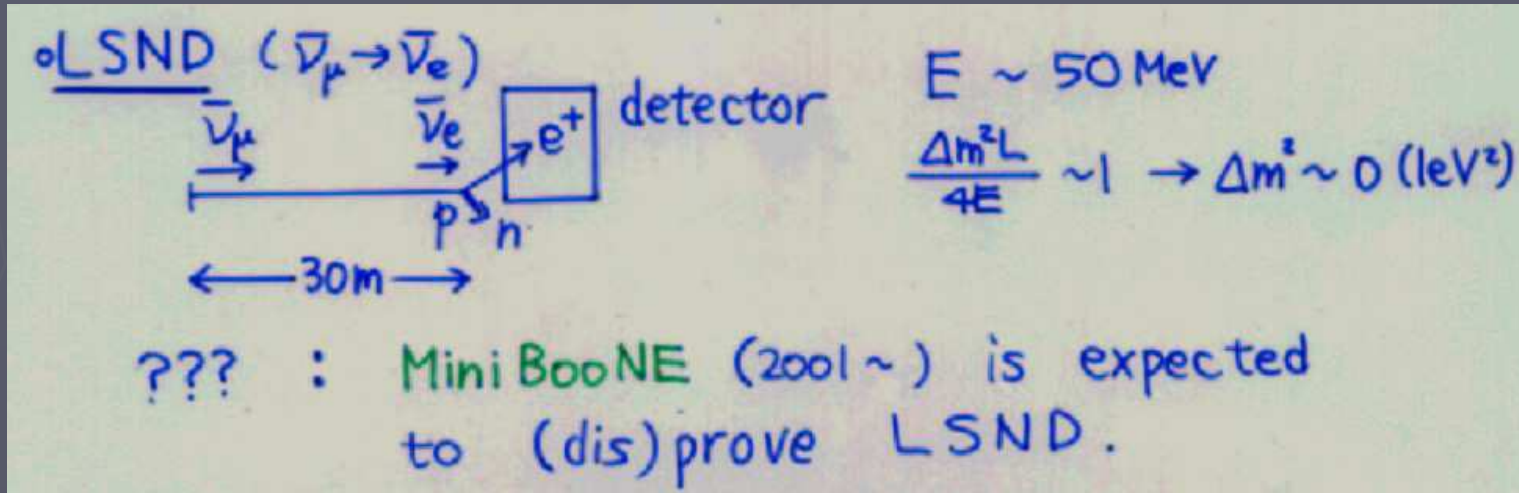 ∘LSND (ν̄μ→ν̄e)
ν̄μ ν̄e e⁺ detector
p n
30m
E ~ 50 MeV
Δm²L/4E ~1 → Δm² ~ O (1eV²)
??? : MiniBooNE (2001~) is expected
to (dis)prove LSND.